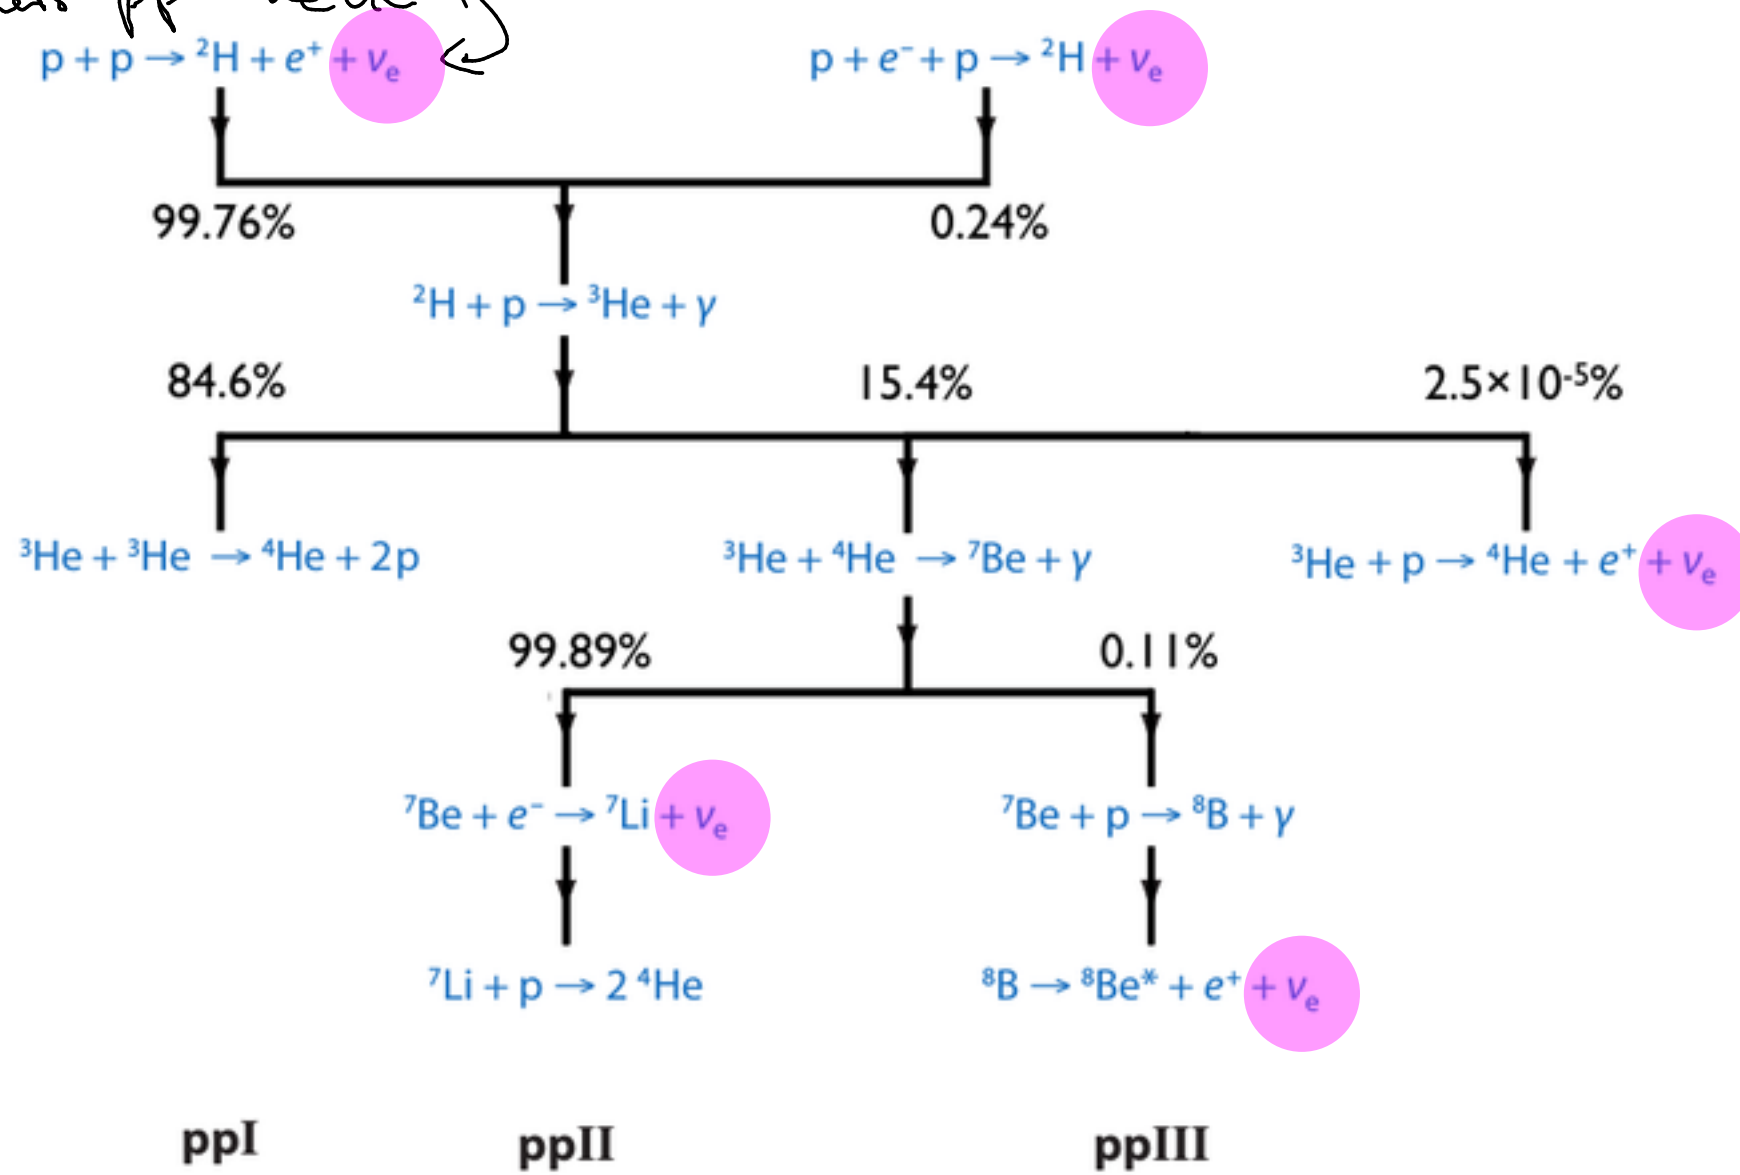 pp
p + p → ²H + e⁺ + νₑ
p + e⁻ + p → ²H + νₑ
99.76%
0.24%
²H + p → ³He + γ
84.6%
15.4%
2.5×10⁻⁵%
³He + ³He → ⁴He + 2p
³He + ⁴He → ⁷Be + γ
³He + p → ⁴He + e⁺ + νₑ
99.89%
0.11%
⁷Be + e⁻ → ⁷Li + νₑ
⁷Be + p → ⁸B + γ
⁷Li + p → 2 ⁴He
⁸B → ⁸Be* + e⁺ + νₑ
ppI
ppII
ppIII